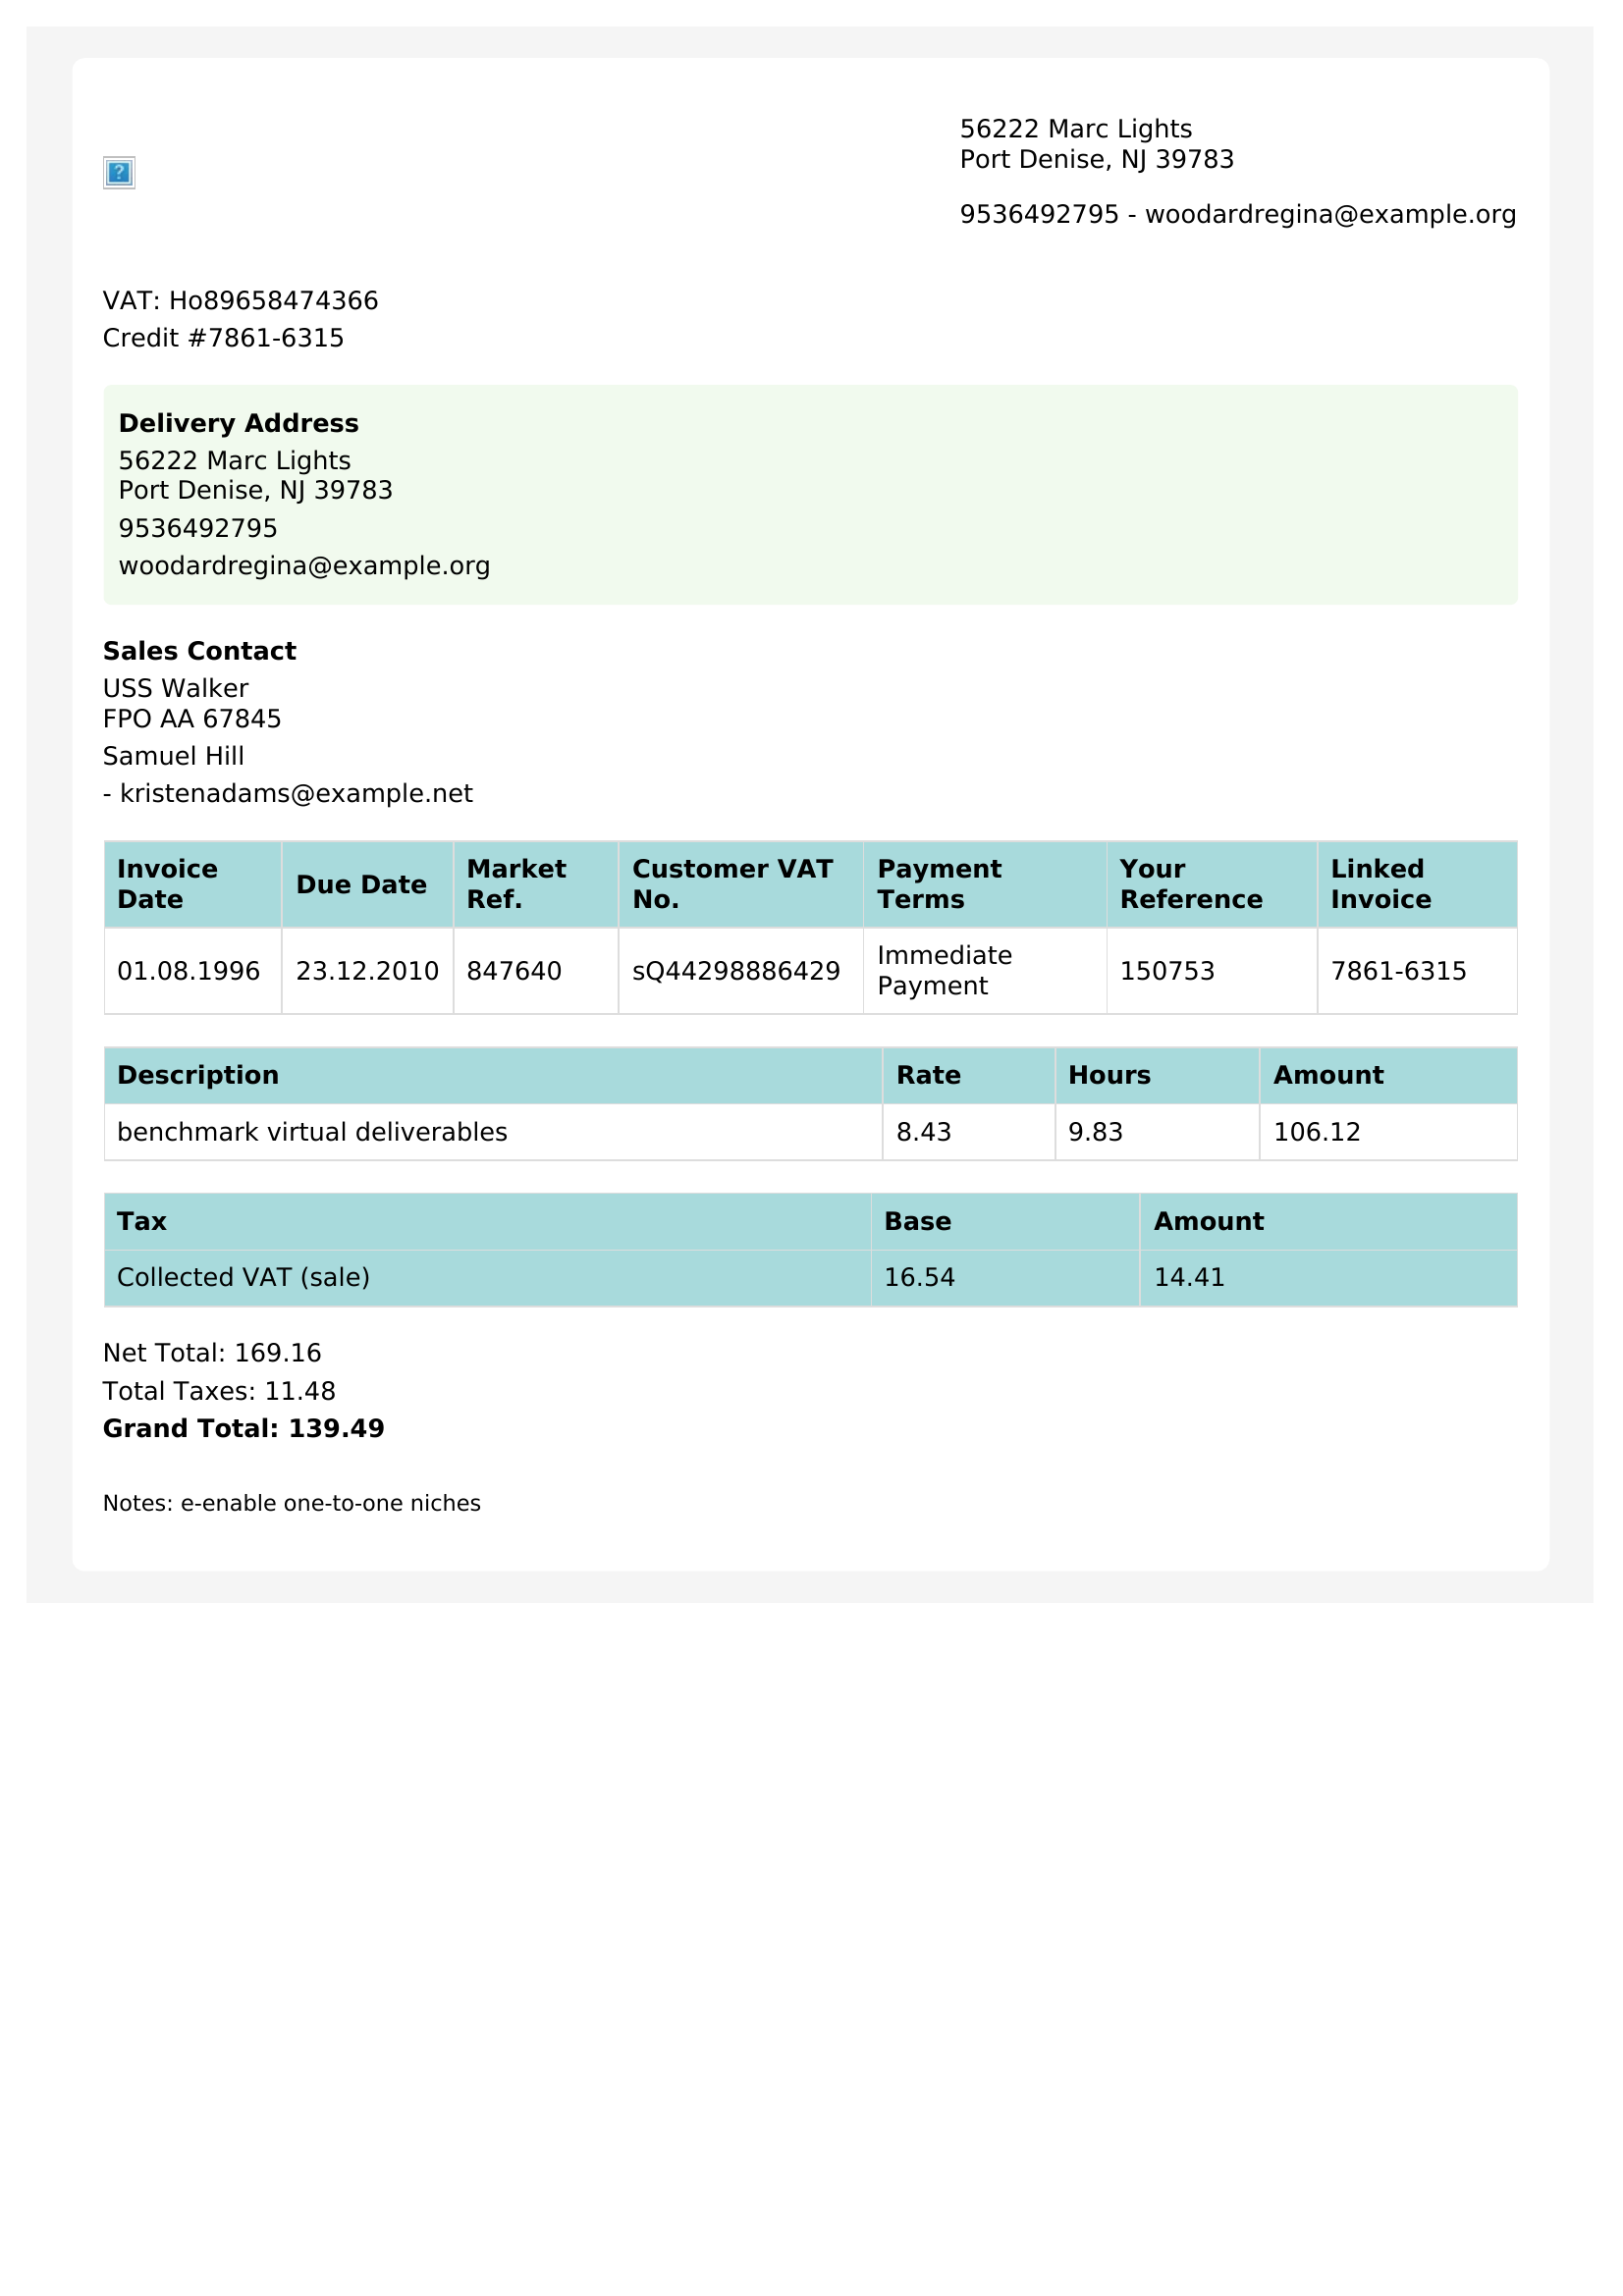 56222 Marc Lights
Port Denise, NJ 39783
9536492795 - woodardregina@example.org
VAT: Ho89658474366
Credit #7861-6315
Delivery Address
56222 Marc Lights
Port Denise, NJ 39783
9536492795
woodardregina@example.org
Sales Contact
USS Walker
FPO AA 67845
Samuel Hill
- kristenadams@example.net
Invoice Date Due Date Market Ref. Customer VAT No. Payment Terms Your Reference Linked Invoice
01.08.1996 23.12.2010 847640 sQ44298886429 Immediate Payment 150753 7861-6315
Description Rate Hours Amount
benchmark virtual deliverables 8.43 9.83 106.12
Tax Base Amount
Collected VAT (sale) 16.54 14.41
Net Total: 169.16
Total Taxes: 11.48
Grand Total: 139.49
Notes: e-enable one-to-one niches